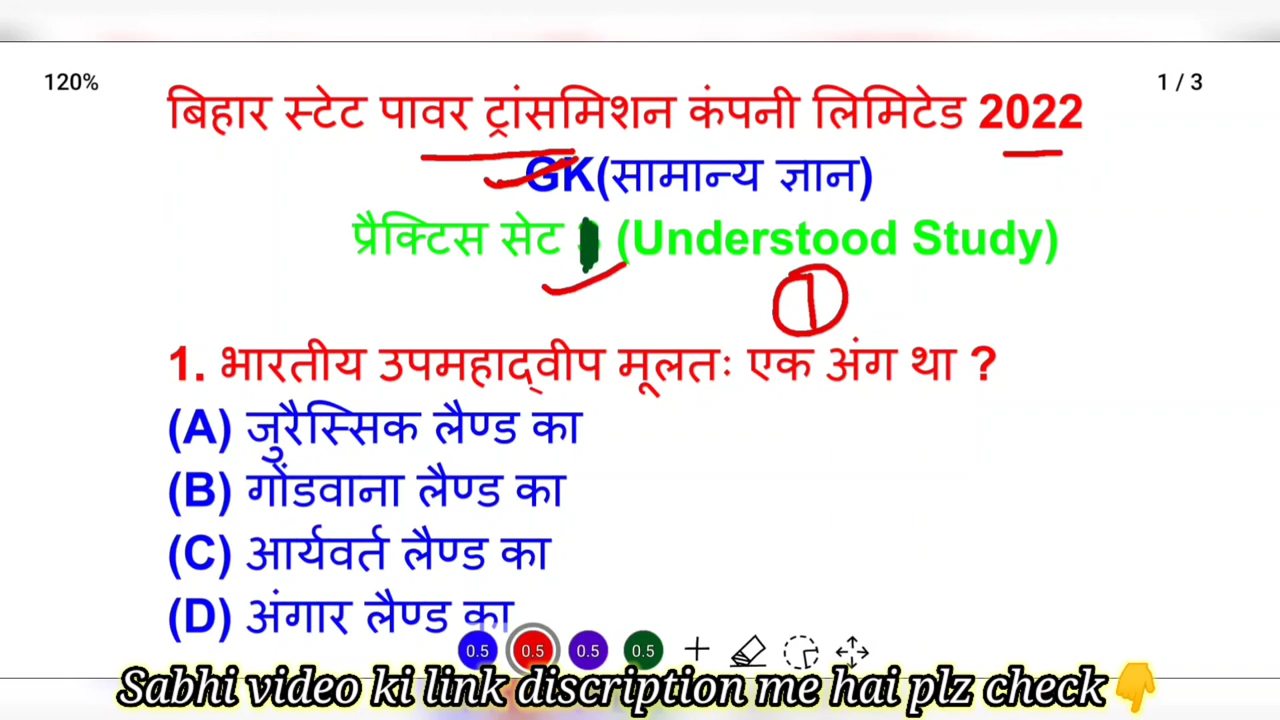 120%
1 / 3
बिहार स्टेट पावर ट्रांसमिशन कंपनी लिमिटेड 2022
GK(सामान्य ज्ञान)
प्रैक्टिस सेट (Understood Study)
1
1. भारतीय उपमहाद्वीप मूलतः एक अंग था ?
(A) जुरैस्सिक लैण्ड का
(B) गोंडवाना लैण्ड का
(C) आर्यवर्त लैण्ड का
(D) अंगार लैण्ड का
0.5 0.5 0.5 0.5
Sabhi video ki link discription me hai plz check👇